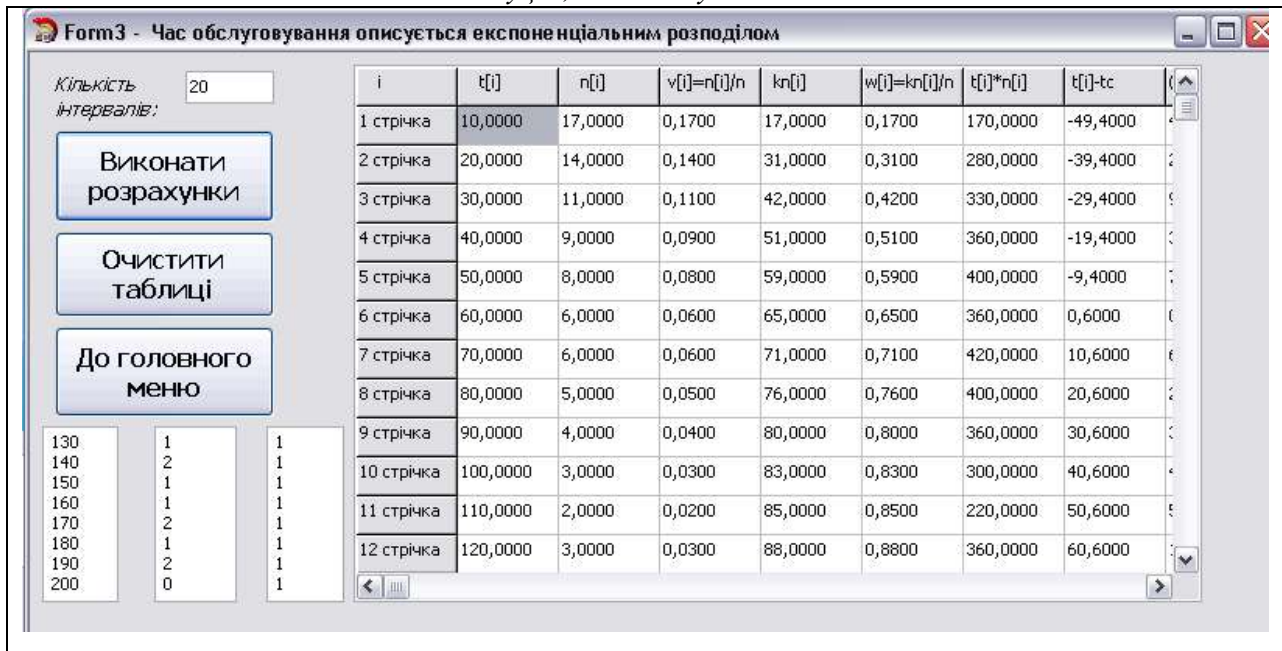 Form3 - Час обслуговування описується експоненціальним розподілом
Кількість
інтервалів:
20
Виконати
розрахунки
Очистити
таблиці
До головного
меню
i t[i] n[i] v[i]=n[i]/n kn[i] w[i]=kn[i]/n t[i]*n[i] t[i]-tc (
1 стрічка 10,0000 17,0000 0,1700 17,0000 0,1700 170,0000 -49,4000
2 стрічка 20,0000 14,0000 0,1400 31,0000 0,3100 280,0000 -39,4000
3 стрічка 30,0000 11,0000 0,1100 42,0000 0,4200 330,0000 -29,4000
4 стрічка 40,0000 9,0000 0,0900 51,0000 0,5100 360,0000 -19,4000
5 стрічка 50,0000 8,0000 0,0800 59,0000 0,5900 400,0000 -9,4000
6 стрічка 60,0000 6,0000 0,0600 65,0000 0,6500 360,0000 0,6000
7 стрічка 70,0000 6,0000 0,0600 71,0000 0,7100 420,0000 10,6000
8 стрічка 80,0000 5,0000 0,0500 76,0000 0,7600 400,0000 20,6000
9 стрічка 90,0000 4,0000 0,0400 80,0000 0,8000 360,0000 30,6000
10 стрічка 100,0000 3,0000 0,0300 83,0000 0,8300 300,0000 40,6000
11 стрічка 110,0000 2,0000 0,0200 85,0000 0,8500 220,0000 50,6000
12 стрічка 120,0000 3,0000 0,0300 88,0000 0,8800 360,0000 60,6000
130 1 1
140 2 1
150 1 1
160 1 1
170 2 1
180 1 1
190 2 1
200 0 1